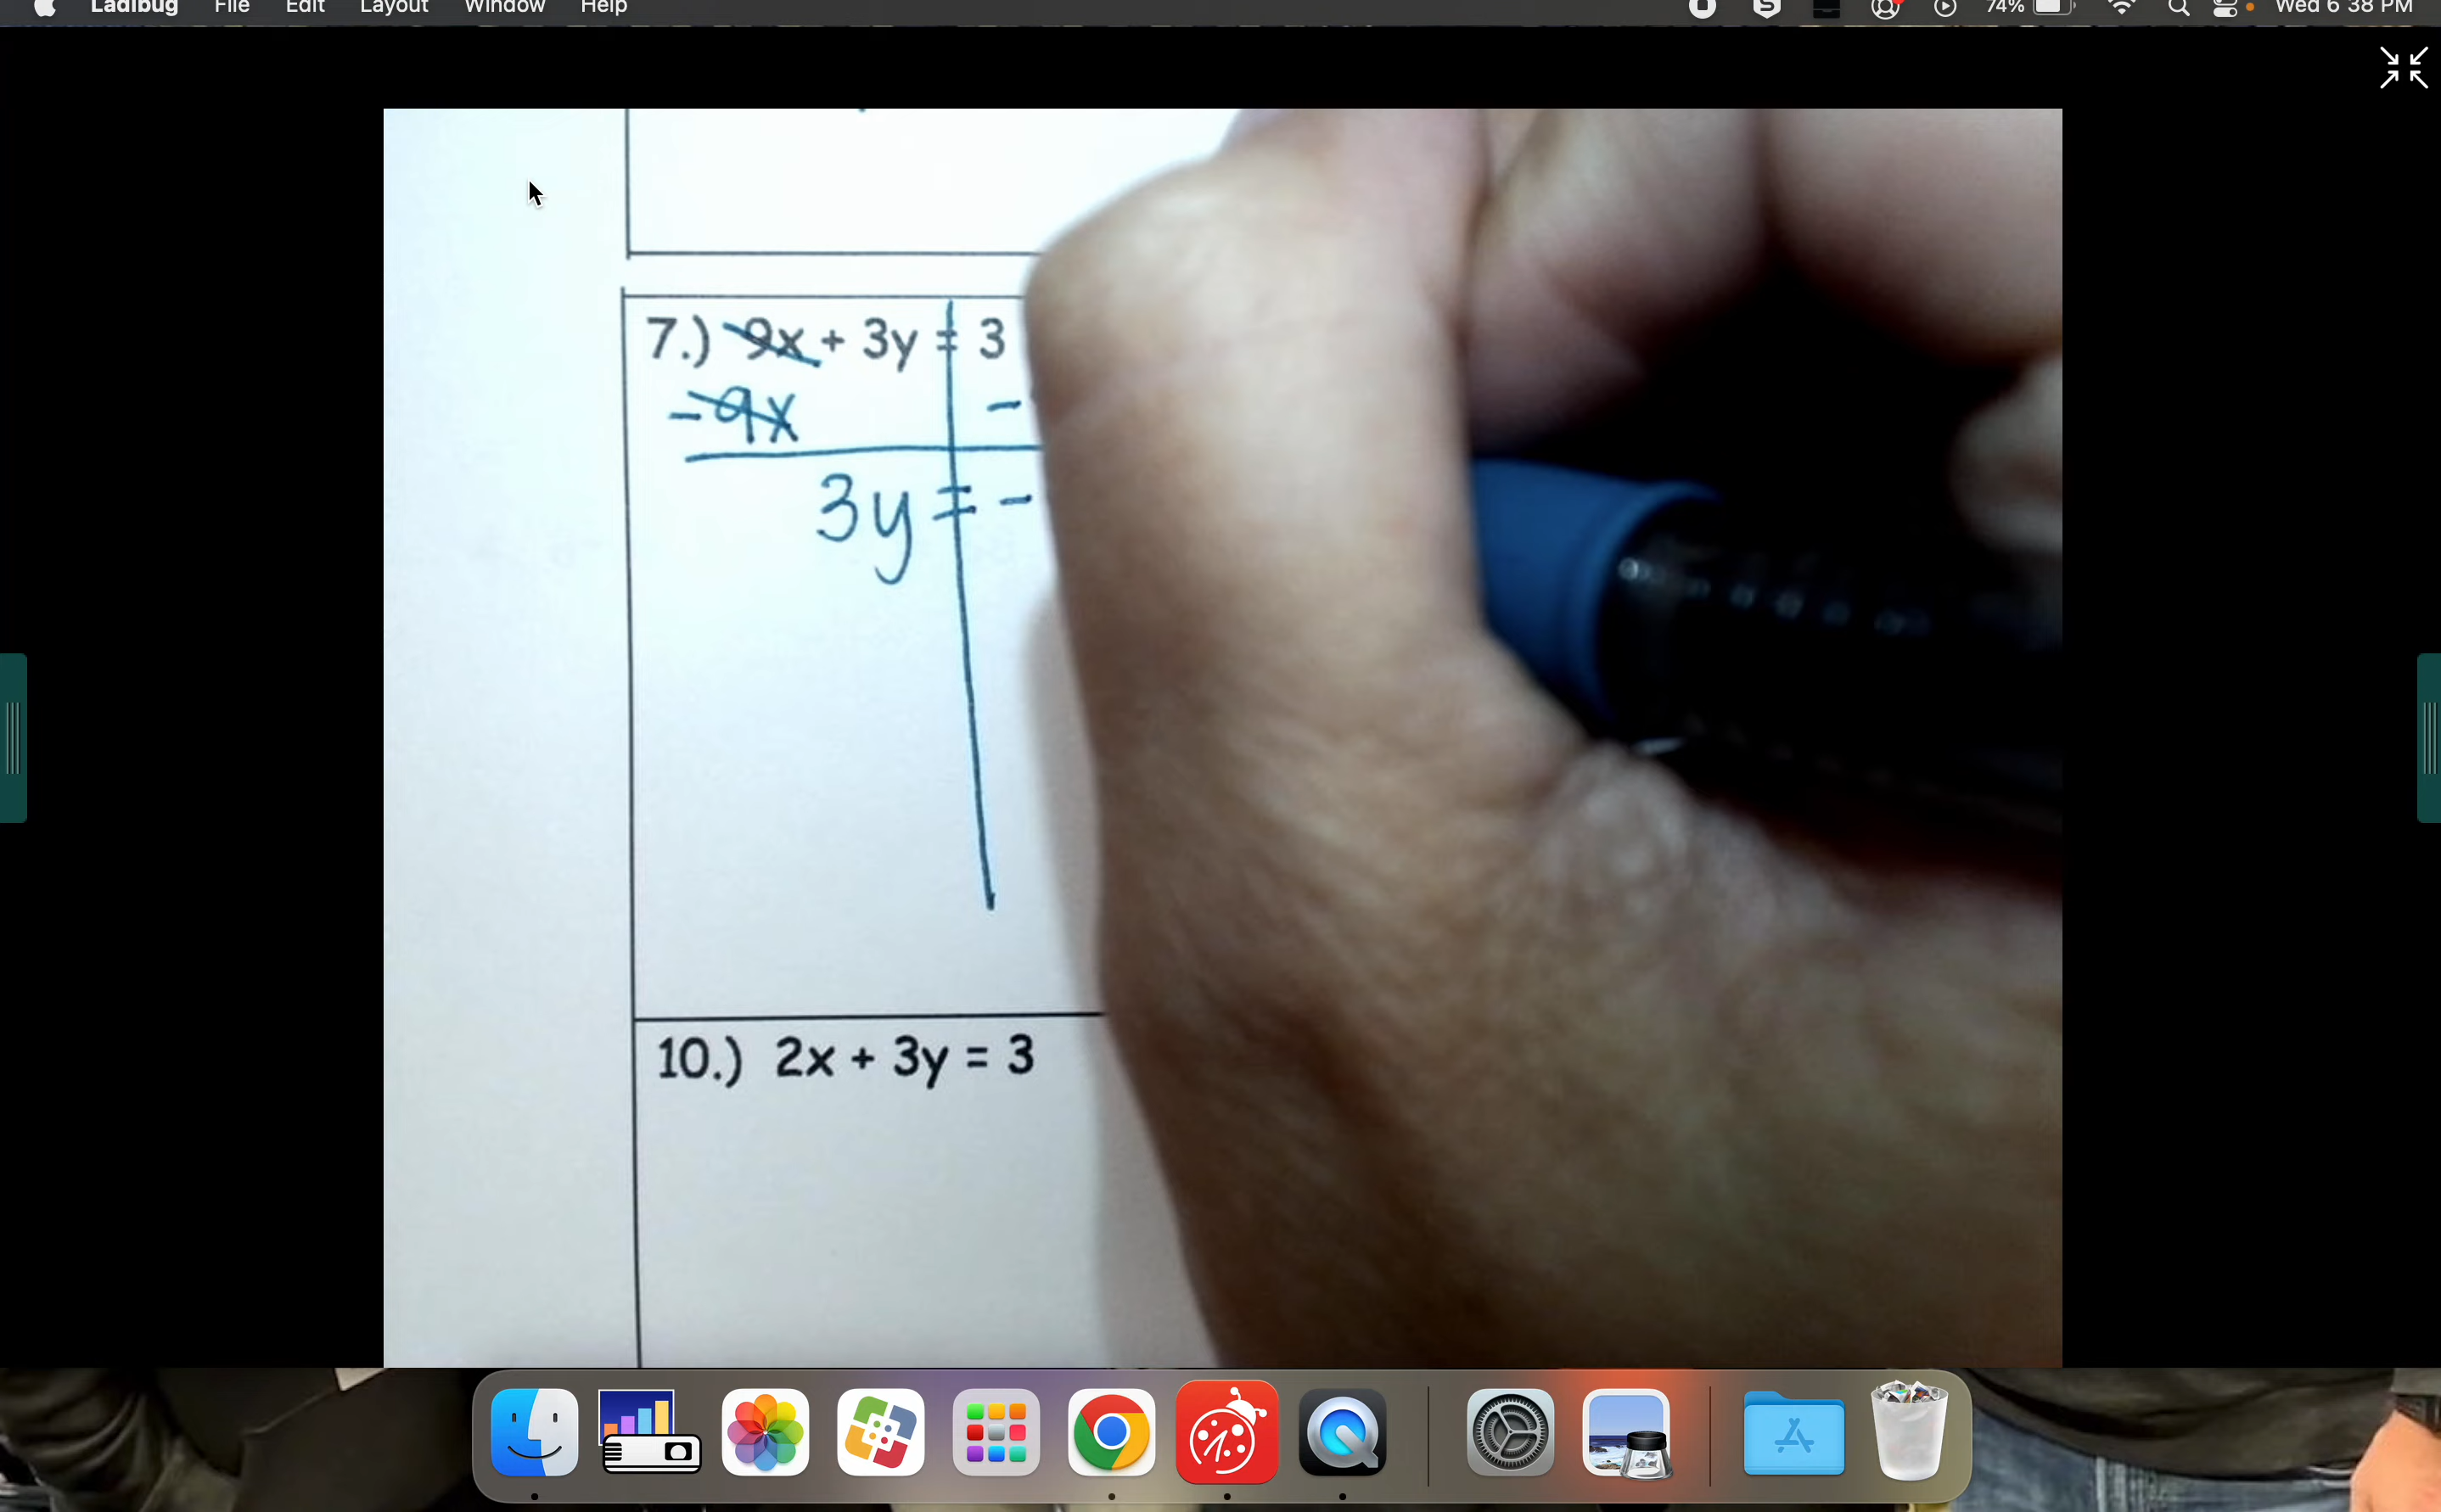 Ladibug File Edit Layout Window Help 74% Wed 6 38 PM
7.) 9x + 3y = 3
-9x -
3y = -
10.) 2x + 3y = 3